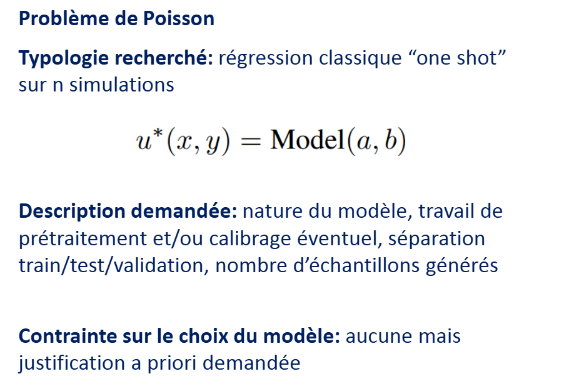 Problème de Poisson
Typologie recherché: régression classique “one shot”
sur n simulations
u*(x, y) = Model(a, b)
Description demandée: nature du modèle, travail de
prétraitement et/ou calibrage éventuel, séparation
train/test/validation, nombre d’échantillons générés
Contrainte sur le choix du modèle: aucune mais
justification a priori demandée